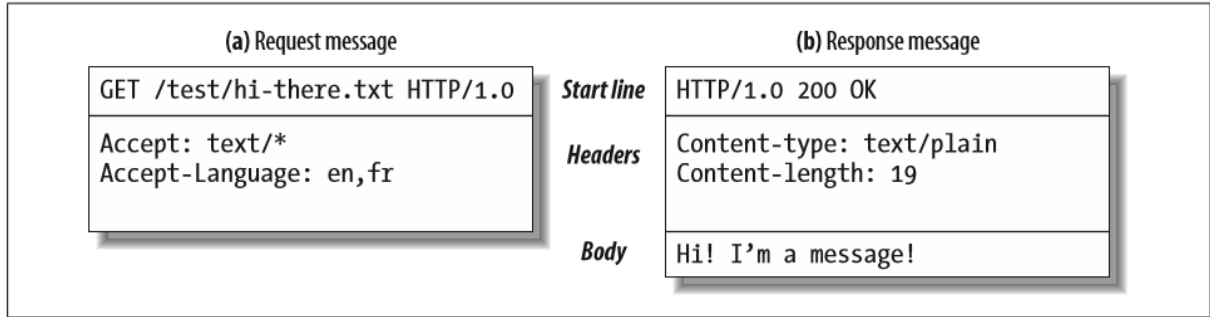 (a) Request message
GET /test/hi-there.txt HTTP/1.0
Accept: text/*
Accept-Language: en,fr
Start line
Headers
Body
(b) Response message
HTTP/1.0 200 OK
Content-type: text/plain
Content-length: 19
Hi! I’m a message!